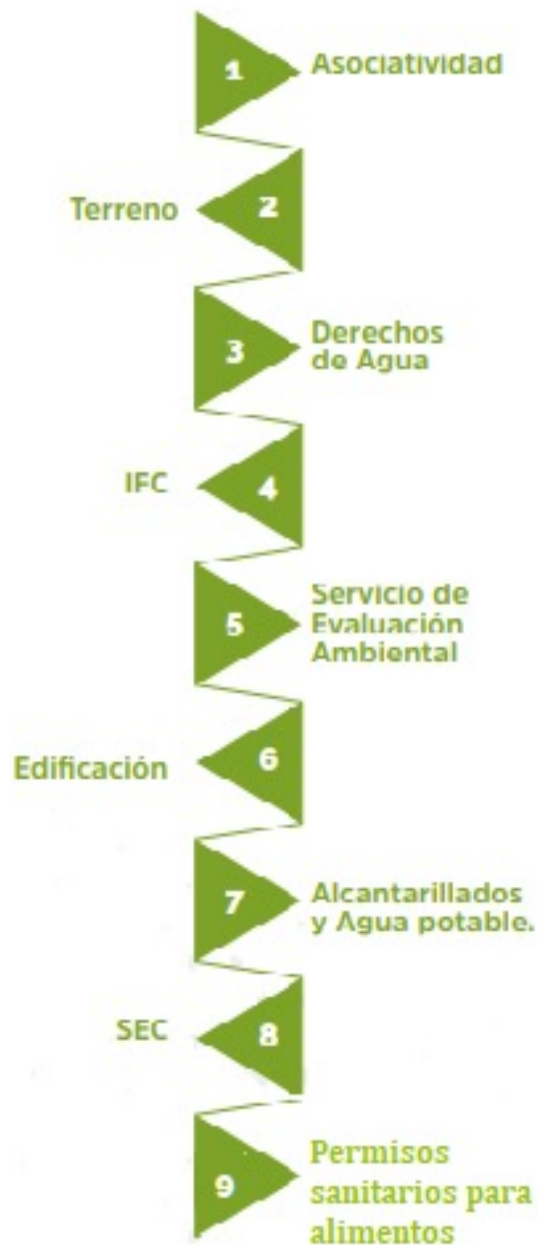 1
Asociatividad
Terreno
2
3
Derechos
de Agua
IFC
4
5
Servicio de
Evaluación
Ambiental
Edificación
6
7
Alcantarillados
y Agua potable.
SEC
8
9
Permisos
sanitarios para
alimentos